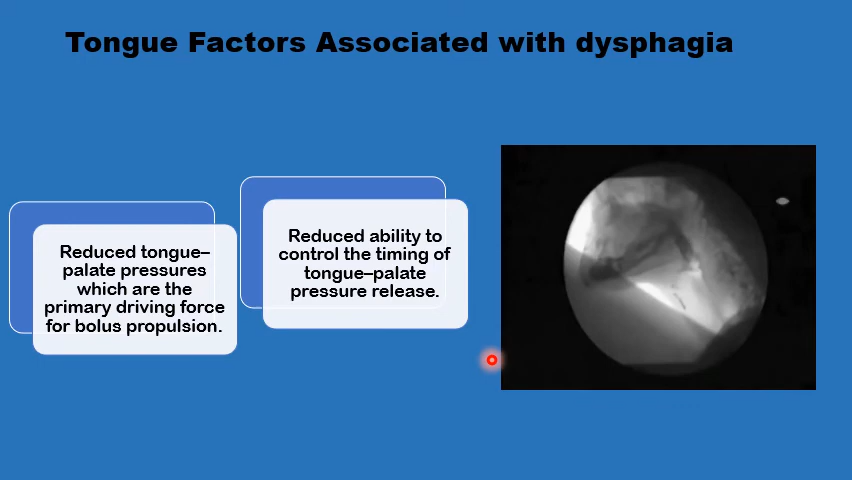 Tongue Factors Associated with dysphagia
Reduced tongue–
palate pressures
which are the
primary driving force
for bolus propulsion.
Reduced ability to
control the timing of
tongue–palate
pressure release.